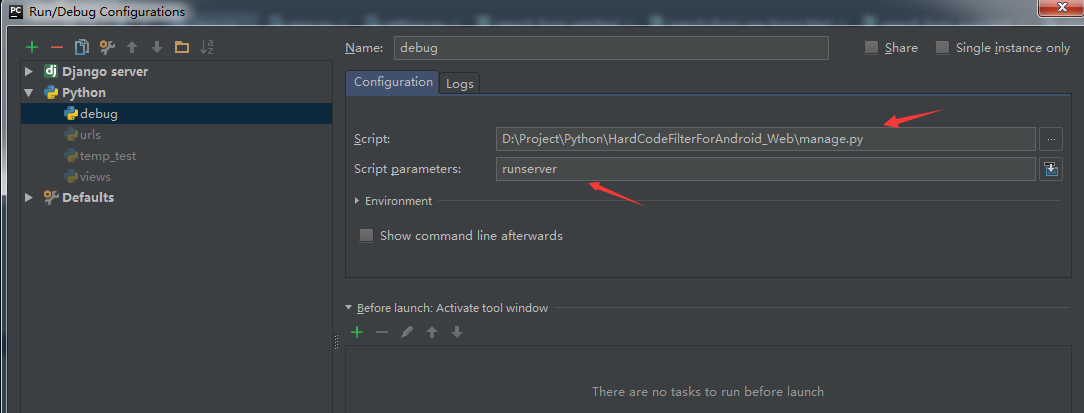 PC Run/Debug Configurations
Name: debug Share Single instance only
dj Django server
Python
debug
urls
temp_test
views
Defaults
Configuration Logs
Script: D:\Project\Python\HardCodeFilterForAndroid_Web\manage.py ...
Script parameters: runserver
Environment
Show command line afterwards
Before launch: Activate tool window
There are no tasks to run before launch